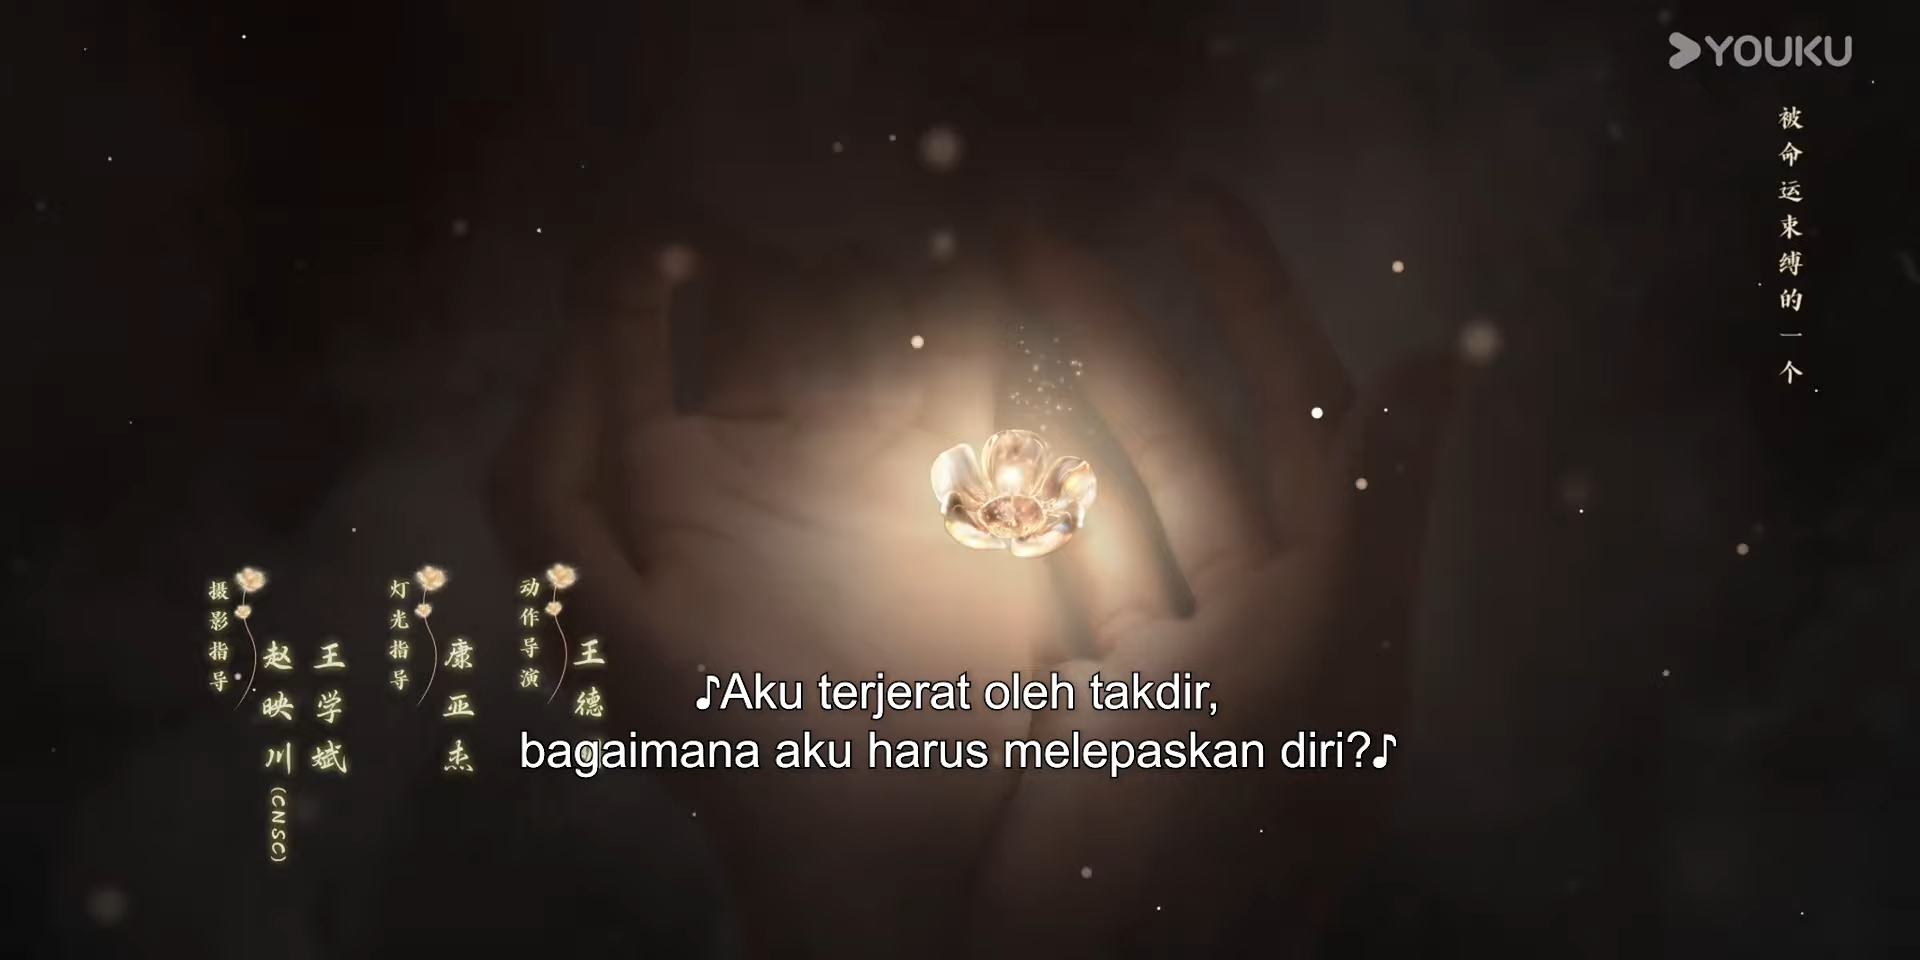 YOUKU
被命运束缚的一个
摄影指导
赵映川 (CNSC)
王学斌
灯光指导
康亚杰
动作导演
王德
♪Aku terjerat oleh takdir,
bagaimana aku harus melepaskan diri?♪